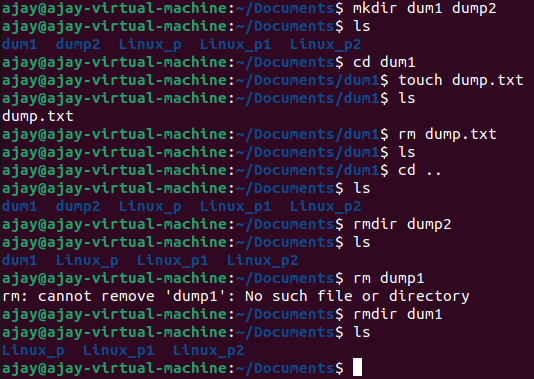 ajay@ajay-virtual-machine:~/Documents$ mkdir dum1 dump2
ajay@ajay-virtual-machine:~/Documents$ ls
dum1  dump2  Linux_p  Linux_p1  Linux_p2
ajay@ajay-virtual-machine:~/Documents$ cd dum1
ajay@ajay-virtual-machine:~/Documents/dum1$ touch dump.txt
ajay@ajay-virtual-machine:~/Documents/dum1$ ls
dump.txt
ajay@ajay-virtual-machine:~/Documents/dum1$ rm dump.txt
ajay@ajay-virtual-machine:~/Documents/dum1$ ls
ajay@ajay-virtual-machine:~/Documents/dum1$ cd ..
ajay@ajay-virtual-machine:~/Documents$ ls
dum1  dump2  Linux_p  Linux_p1  Linux_p2
ajay@ajay-virtual-machine:~/Documents$ rmdir dump2
ajay@ajay-virtual-machine:~/Documents$ ls
dum1  Linux_p  Linux_p1  Linux_p2
ajay@ajay-virtual-machine:~/Documents$ rm dump1
rm: cannot remove 'dump1': No such file or directory
ajay@ajay-virtual-machine:~/Documents$ rmdir dum1
ajay@ajay-virtual-machine:~/Documents$ ls
Linux_p  Linux_p1  Linux_p2
ajay@ajay-virtual-machine:~/Documents$